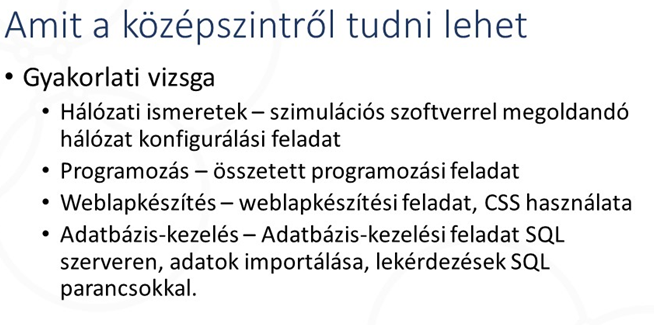 Amit a középszintről tudni lehet
• Gyakorlati vizsga
• Hálózati ismeretek – szimulációs szoftverrel megoldandó
hálózat konfigurálási feladat
• Programozás – összetett programozási feladat
• Weblapkészítés – weblapkészítési feladat, CSS használata
• Adatbázis-kezelés – Adatbázis-kezelési feladat SQL
szerveren, adatok importálása, lekérdezések SQL
parancsokkal.